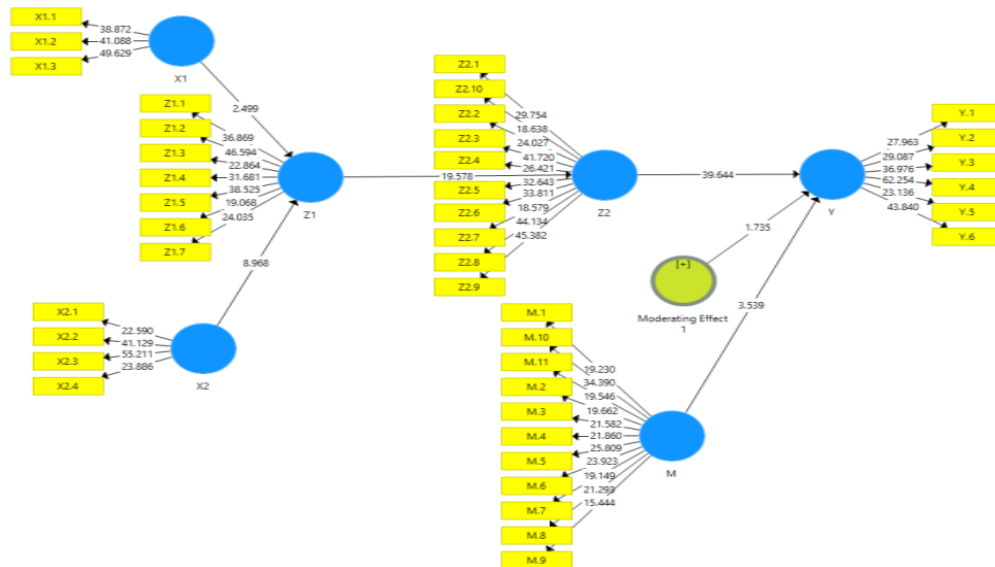 X1.1
X1.2
X1.3
38.872
41.088
49.629
X1
2.499
Z1.1
Z1.2
Z1.3
Z1.4
Z1.5
Z1.6
Z1.7
36.869
46.594
22.864
31.681
38.525
19.068
24.035
Z1
8.968
X2.1
X2.2
X2.3
X2.4
22.590
41.129
55.211
23.886
X2
19.578
Z2.1
Z2.10
Z2.2
Z2.3
Z2.4
Z2.5
Z2.6
Z2.7
Z2.8
Z2.9
29.754
18.638
24.027
41.720
26.421
32.643
33.811
18.579
44.134
45.382
Z2
39.644
Y.1
Y.2
Y.3
Y.4
Y.5
Y.6
27.963
29.087
36.976
62.254
23.136
43.840
Y
1.735
[+]
Moderating Effect
1
3.539
M.1
M.10
M.11
M.2
M.3
M.4
M.5
M.6
M.7
M.8
M.9
19.230
34.390
19.546
19.662
21.582
21.860
25.809
23.923
19.149
21.293
15.444
M